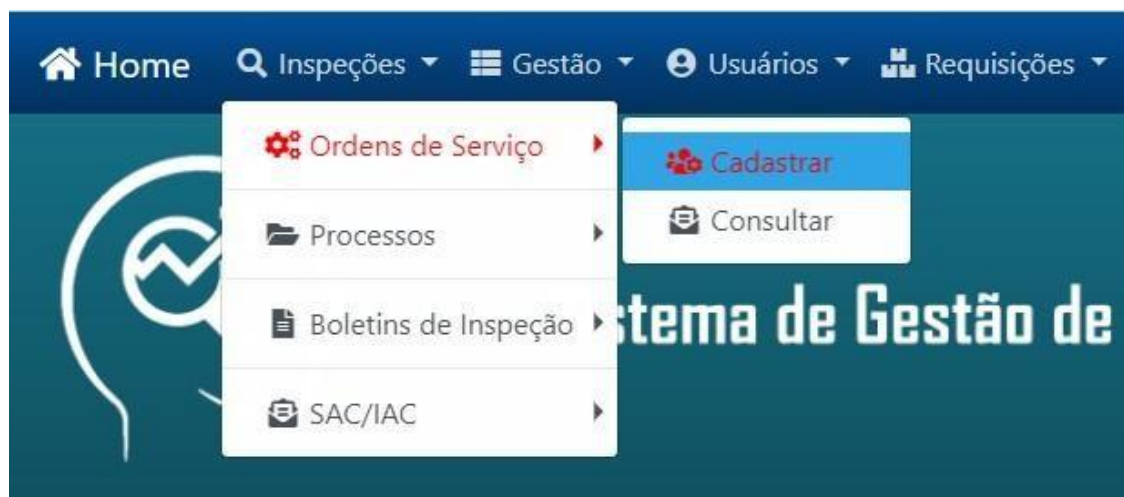 Home Inspeções Gestão Usuários Requisições
Ordens de Serviço
Cadastrar
Processos
Consultar
Boletins de Inspeção
stema de Gestão de
SAC/IAC